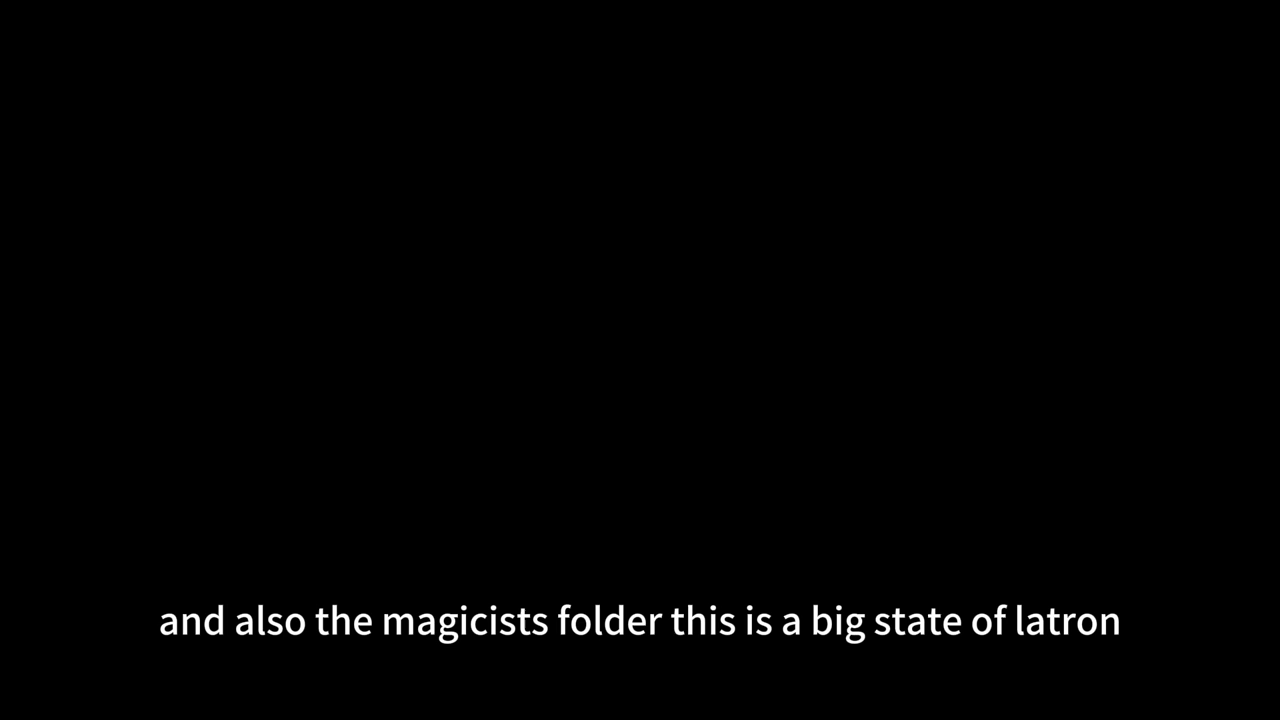 and also the magicists folder this is a big state of latron